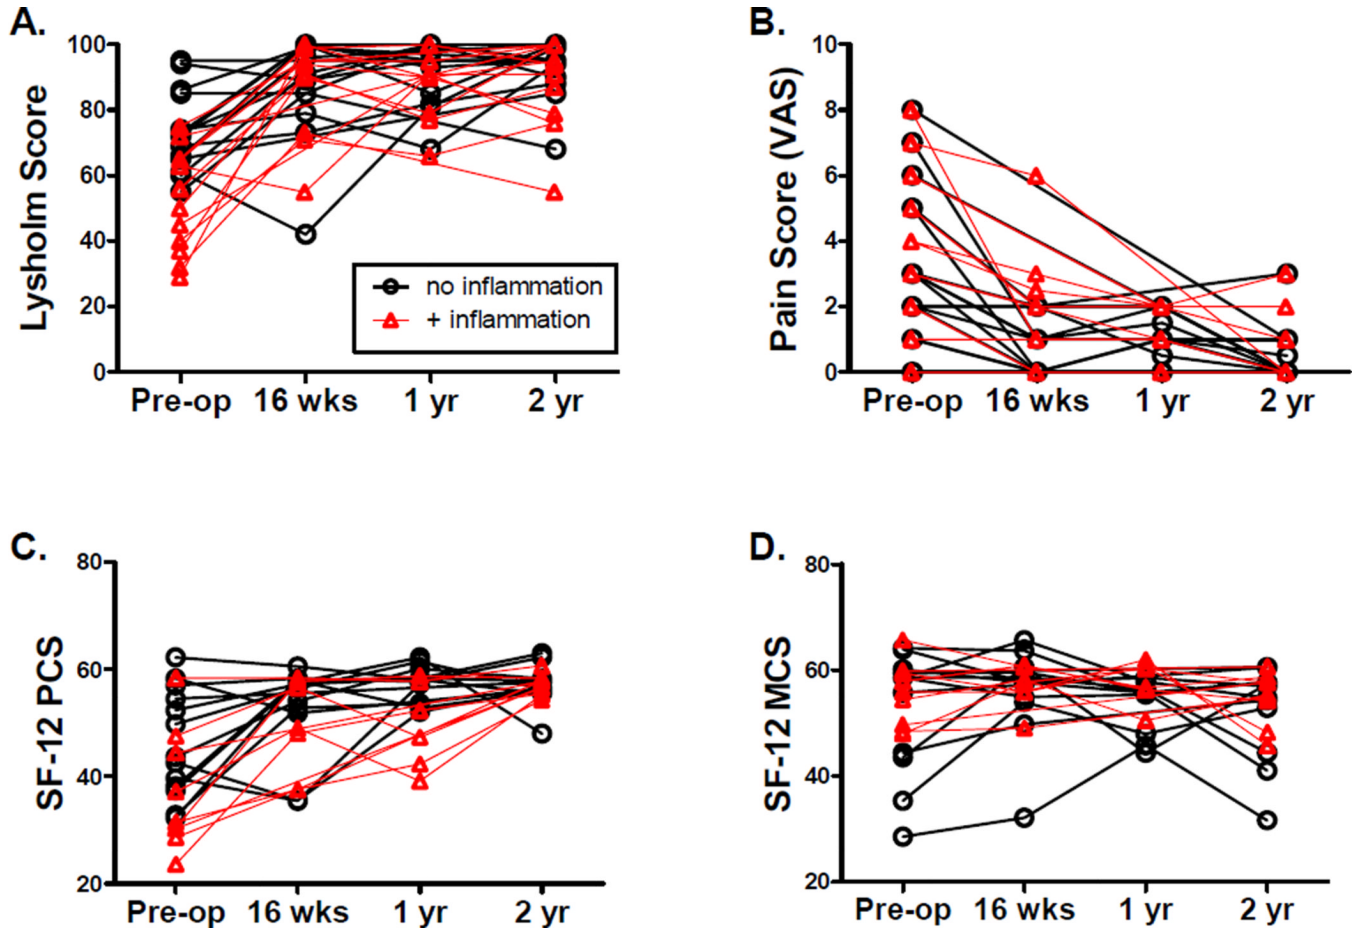 A.
Lysholm Score
100
80
60
40
20
0
Pre-op 16 wks 1 yr 2 yr
no inflammation
+ inflammation
B.
Pain Score (VAS)
10
8
6
4
2
0
Pre-op 16 wks 1 yr 2 yr
C.
SF-12 PCS
80
60
40
20
Pre-op 16 wks 1 yr 2 yr
D.
SF-12 MCS
80
60
40
20
Pre-op 16 wks 1 yr 2 yr